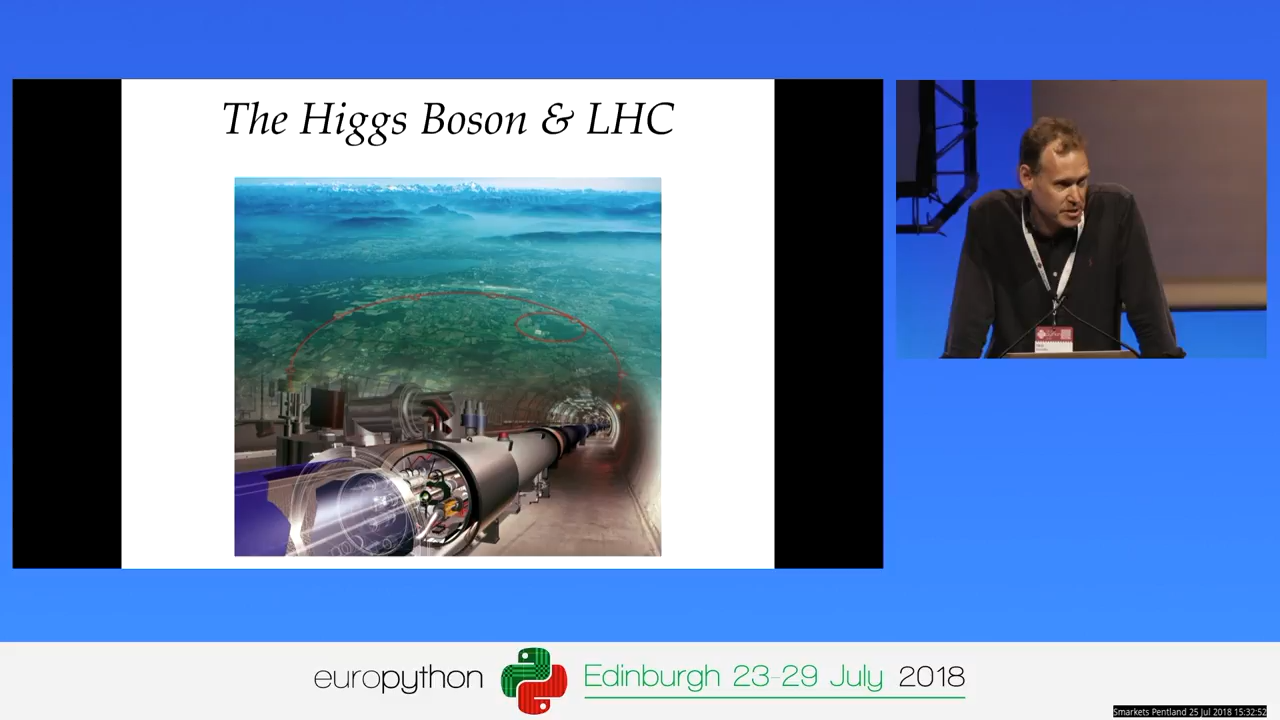 The Higgs Boson & LHC
europython
Edinburgh 23-29 July 2018
Smarkets Pentland 25 Jul 2018 15:32:52